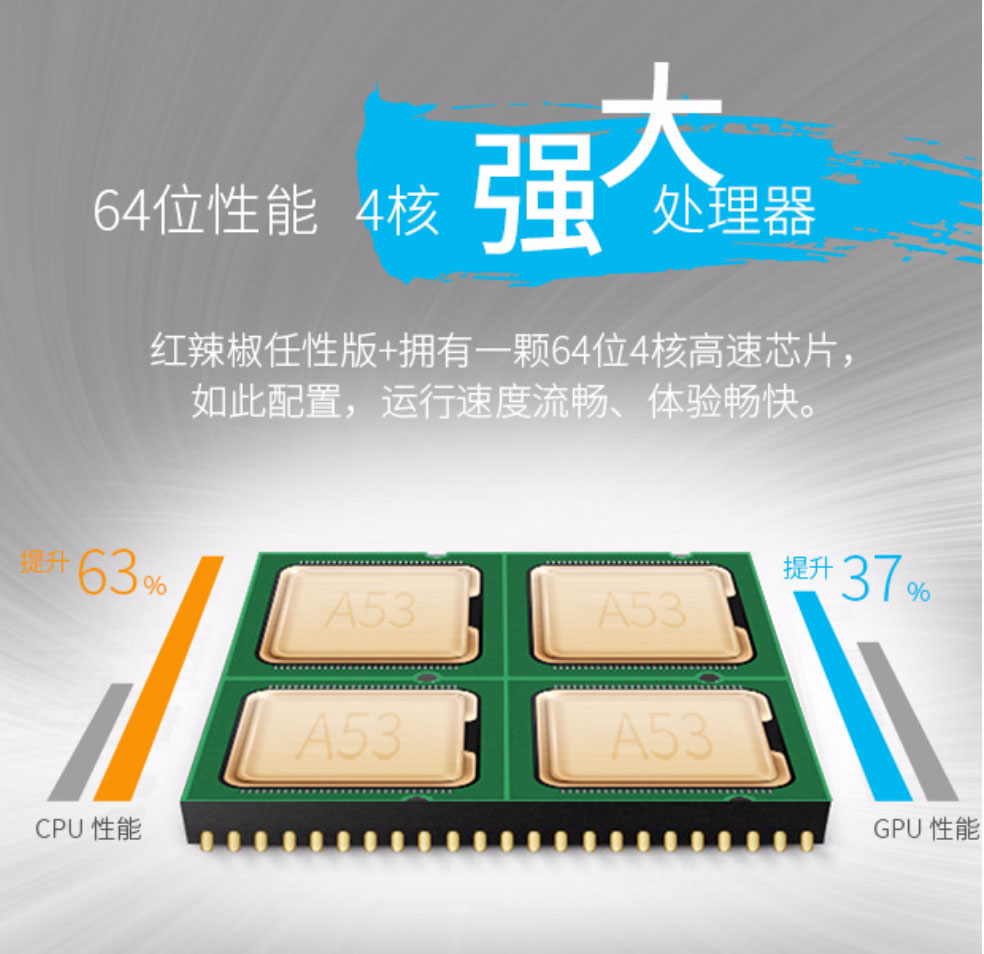 64位性能 4核 强大 处理器
红辣椒任性版+拥有一颗64位4核高速芯片，
如此配置，运行速度流畅、体验畅快。
提升 63%
提升 37%
A53 A53
A53 A53
CPU 性能
GPU 性能